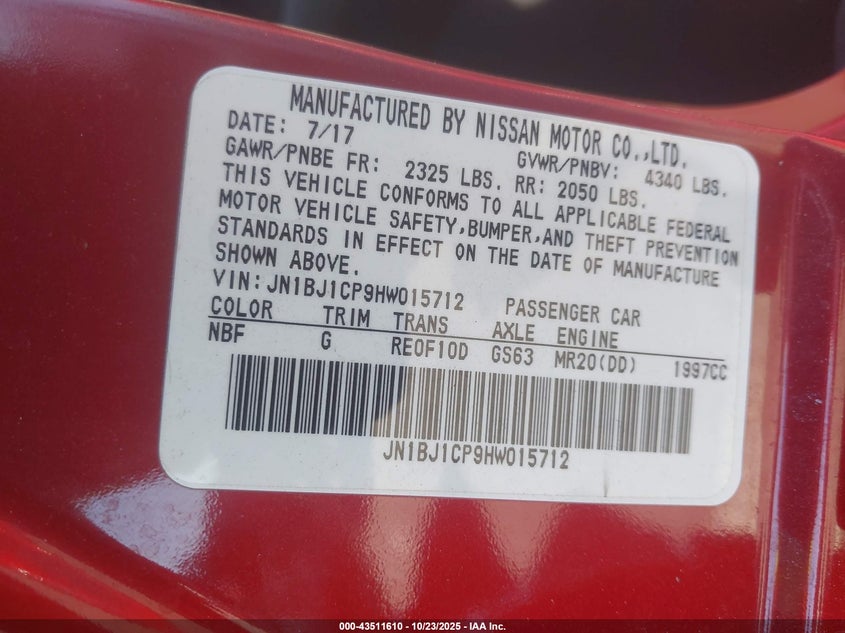 MANUFACTURED BY NISSAN MOTOR CO.,LTD.
DATE: 7/17 GVWR/PNBV: 4340 LBS.
GAWR/PNBE FR: 2325 LBS. RR: 2050 LBS.
THIS VEHICLE CONFORMS TO ALL APPLICABLE FEDERAL
MOTOR VEHICLE SAFETY,BUMPER,AND THEFT PREVENTION
STANDARDS IN EFFECT ON THE DATE OF MANUFACTURE
SHOWN ABOVE.
VIN:JN1BJ1CP9HW015712 PASSENGER CAR
COLOR TRIM TRANS AXLE ENGINE
NBF G RE0F10D GS63 MR20(DD) 1997CC
JN1BJ1CP9HW015712
000-43511610 - 10/23/2025 - IAA Inc.